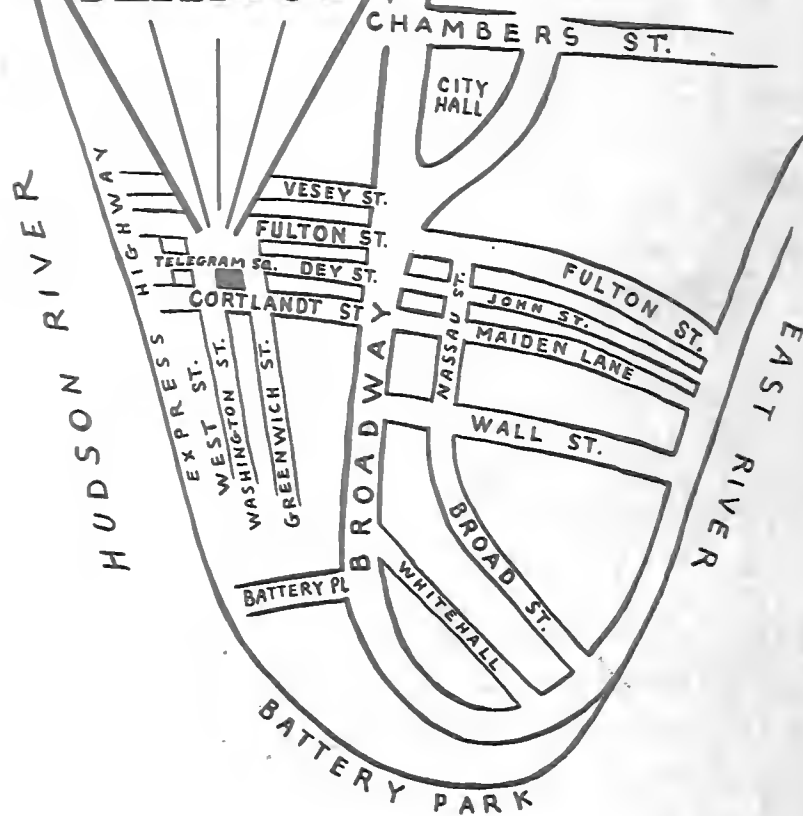 CHAMBERS ST.
CITY
HALL
HUDSON RIVER
EXPRESS HIGHWAY
VESEY ST.
FULTON ST.
TELEGRAM SQ.
DEY ST.
CORTLANDT ST
WEST ST.
WASHINGTON ST.
GREENWICH ST.
BROADWAY
NASSAU ST.
FULTON ST.
JOHN ST.
MAIDEN LANE
WALL ST.
EAST RIVER
BROAD ST.
WHITEHALL
BATTERY PL
BATTERY PARK